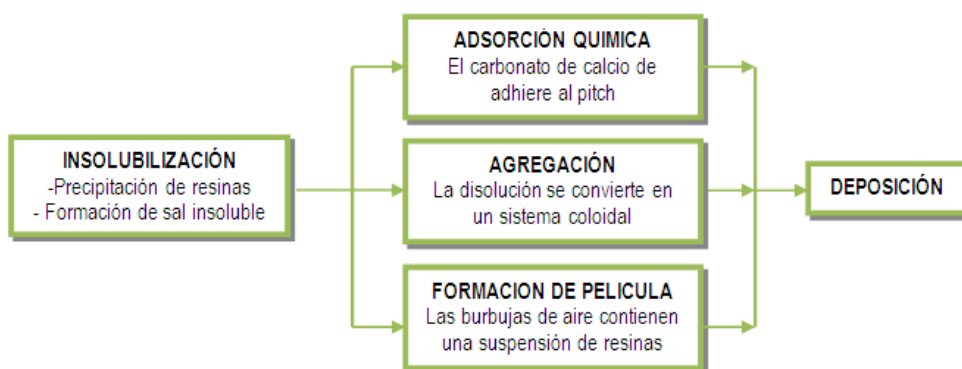 INSOLUBILIZACIÓN
-Precipitación de resinas
- Formación de sal insoluble
ADSORCIÓN QUIMICA
El carbonato de calcio de
adhiere al pitch
AGREGACIÓN
La disolución se convierte en
un sistema coloidal
FORMACION DE PELICULA
Las burbujas de aire contienen
una suspensión de resinas
DEPOSICIÓN